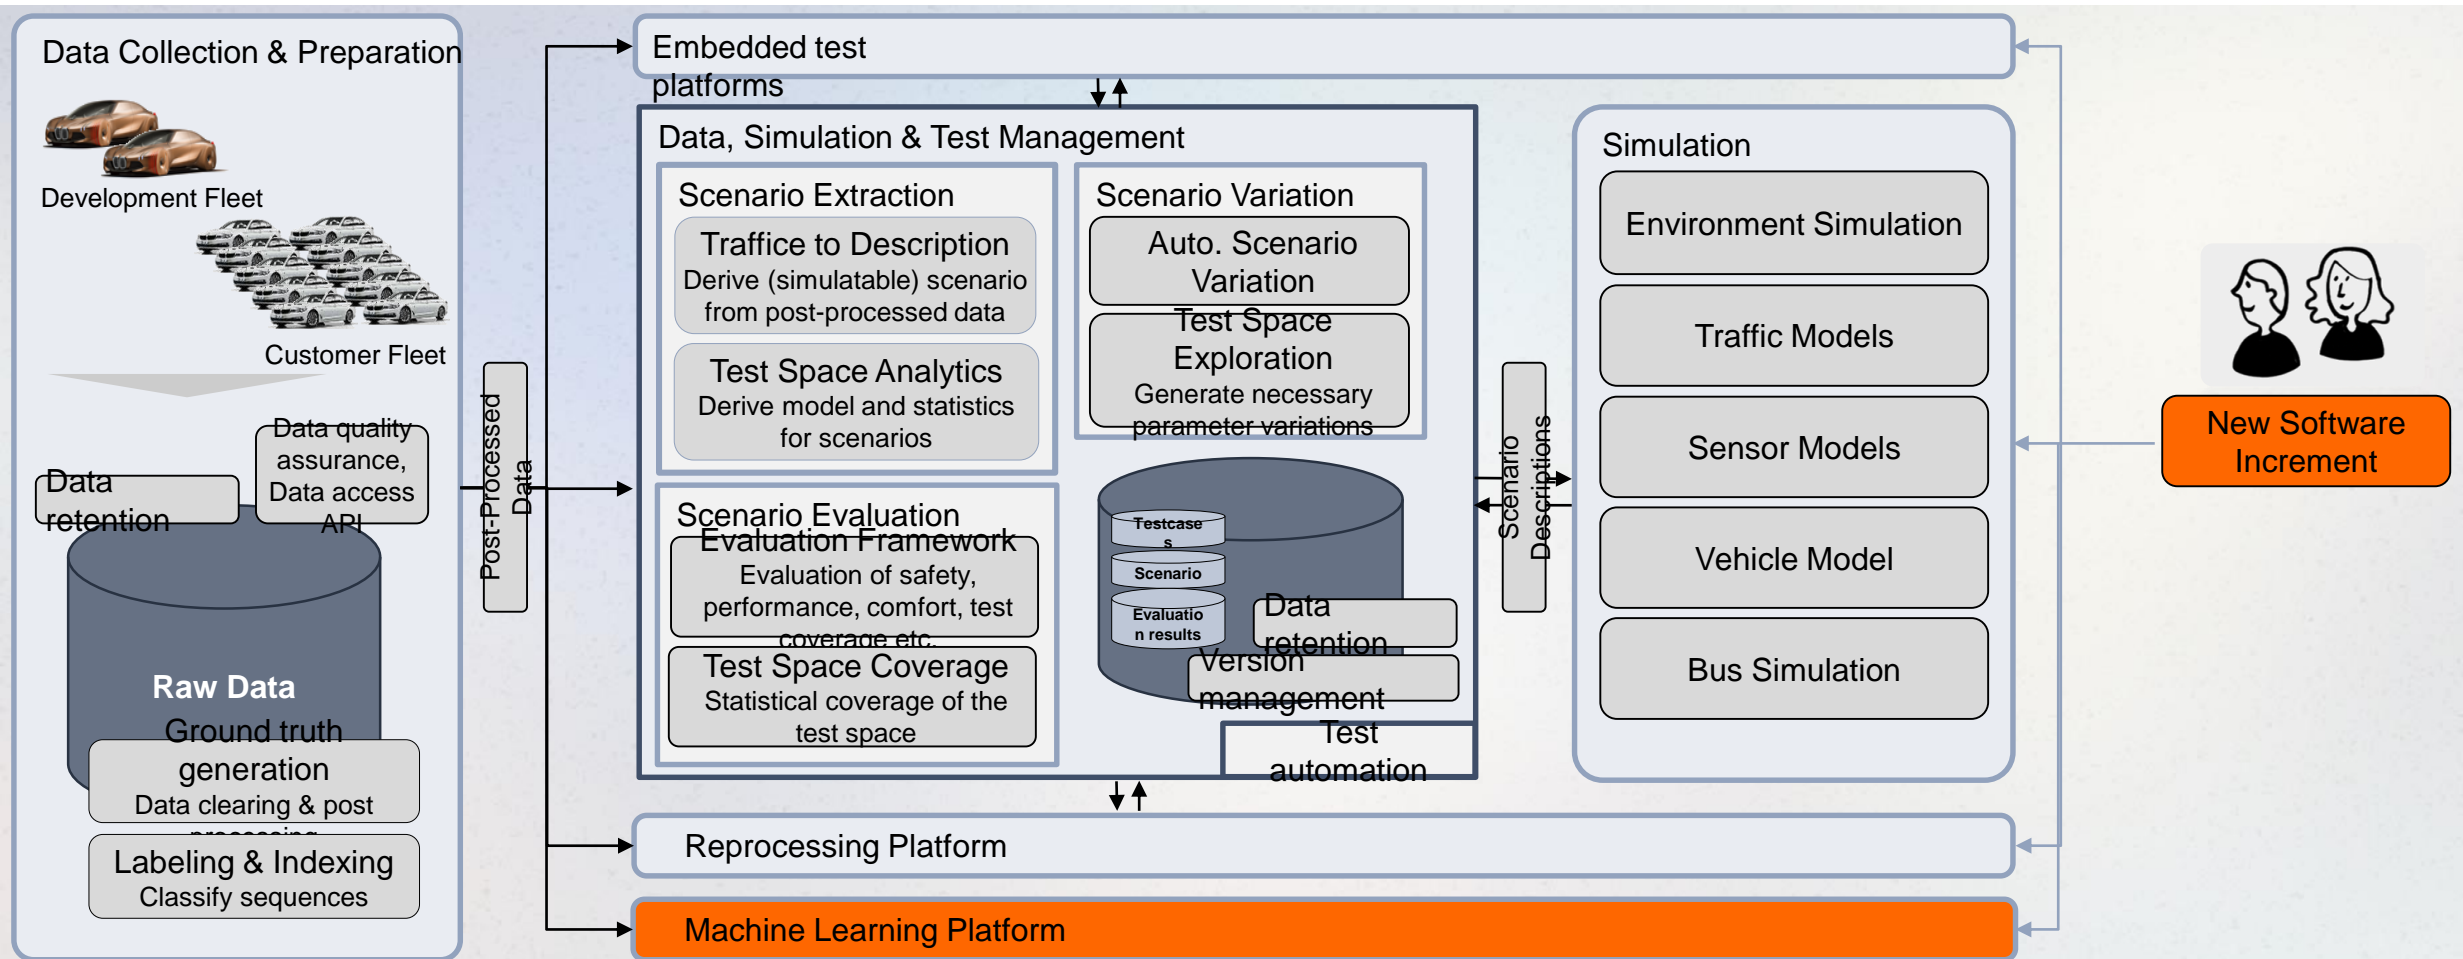 Data Collection & Preparation
Development Fleet
Customer Fleet
Data quality
assurance,
Data access
API
Data
retention
Raw Data
Ground truth
generation
Data clearing & post
processing
Labeling & Indexing
Classify sequences
Post-Processed
Data
Embedded test
platforms
Data, Simulation & Test Management
Scenario Extraction
Traffice to Description
Derive (simulatable) scenario
from post-processed data
Test Space Analytics
Derive model and statistics
for scenarios
Scenario Variation
Auto. Scenario
Variation
Test Space
Exploration
Generate necessary
parameter variations
Scenario Evaluation
Evaluation Framework
Evaluation of safety,
performance, comfort, test
coverage etc.
Test Space Coverage
Statistical coverage of the
test space
Testcase
s
Scenario
Evaluatio
n results
Data
retention
Version
management
Test
automation
Scenario
Descriptions
Simulation
Environment Simulation
Traffic Models
Sensor Models
Vehicle Model
Bus Simulation
New Software
Increment
Reprocessing Platform
Machine Learning Platform